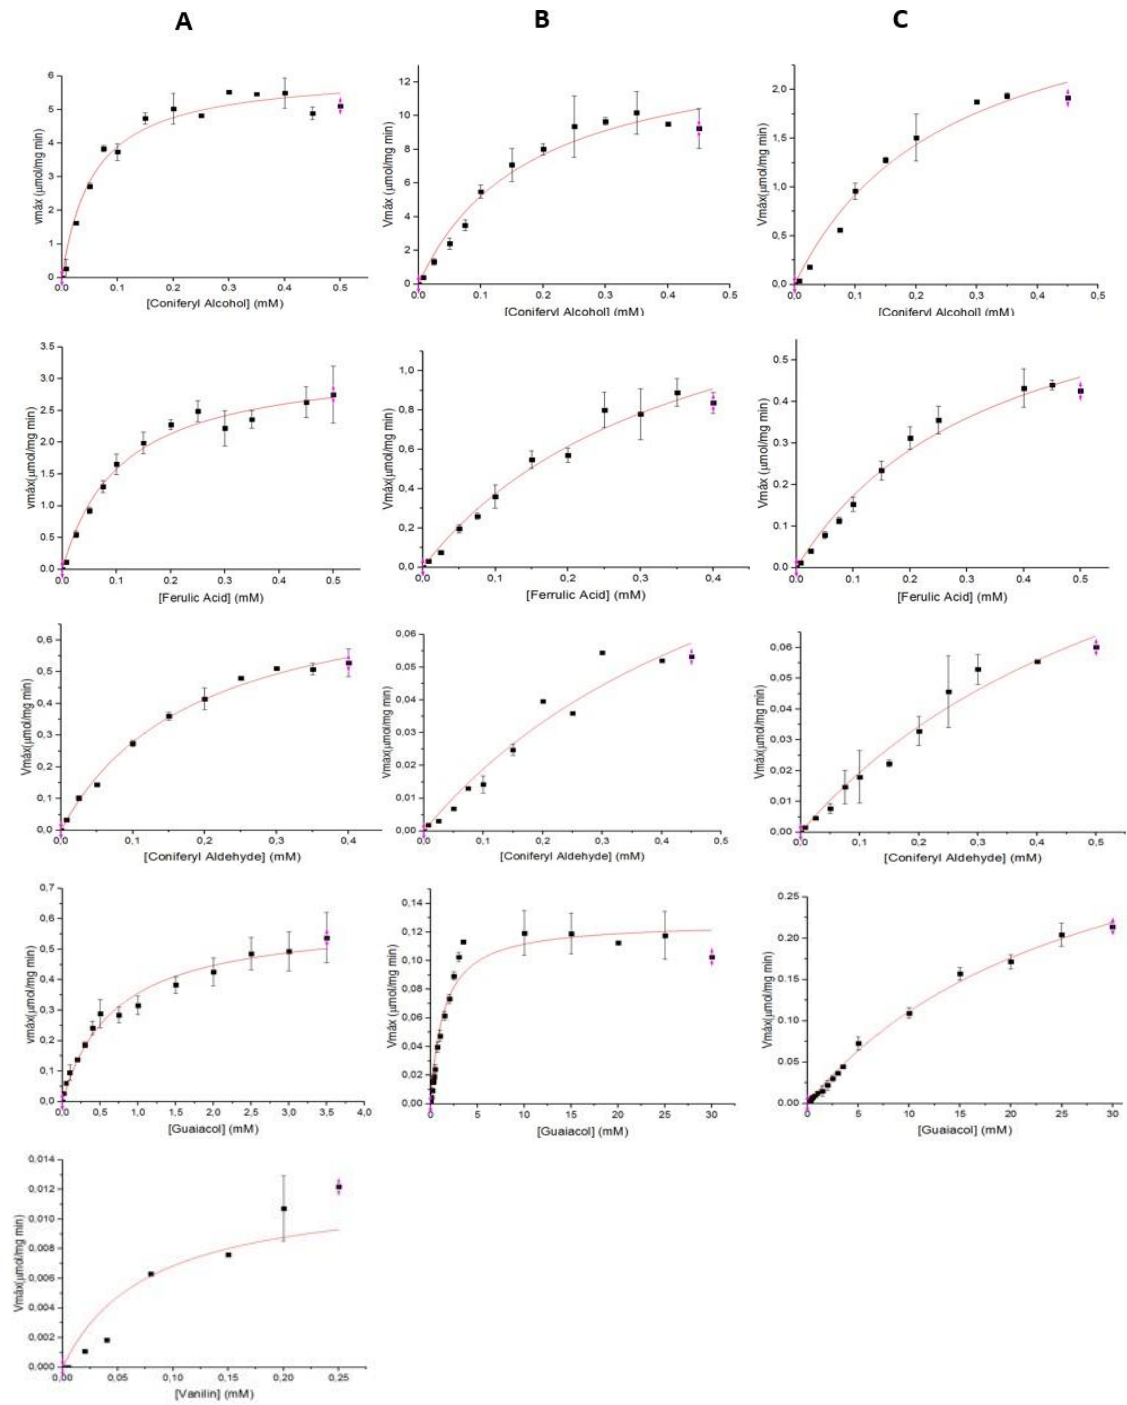 A
B
C
vmáx (µmol/mg min)
6
5
4
3
2
1
0
0.0 0.1 0.2 0.3 0.4 0.5
[Coniferyl Alcohol] (mM)
Vmáx (µmol/mg min)
12
10
8
6
4
2
0
0.0 0.1 0.2 0.3 0.4 0.5
[Coniferyl Alcohol] (mM)
Vmáx(µmol/mg min)
2,0
1,5
1,0
0,5
0,0
0,0 0,1 0,2 0,3 0,4 0,5
[Coniferyl Alcohol] (mM)
vmáx(µmol/mg min)
3.5
3.0
2.5
2.0
1.5
1.0
0.5
0.0
0.0 0.1 0.2 0.3 0.4 0.5
[Ferulic Acid] (mM)
Vmáx(µmol/mg min)
1,0
0,8
0,6
0,4
0,2
0,0
0,0 0,1 0,2 0,3 0,4
[Ferrulic Acid] (mM)
Vmáx (µmol/mg min)
0.5
0.4
0.3
0.2
0.1
0.0
0.0 0.1 0.2 0.3 0.4 0.5
[Ferulic Acid] (mM)
Vmáx(µmol/mg min)
0,6
0,5
0,4
0,3
0,2
0,1
0,0
0,0 0,1 0,2 0,3 0,4
[Coniferyl Aldehyde] (mM)
Vmáx(µmol/mg min)
0,06
0,05
0,04
0,03
0,02
0,01
0,00
0,0 0,1 0,2 0,3 0,4 0,5
[Coniferyl Aldehyde] (mM)
Vmáx(µmol/mg min)
0,06
0,05
0,04
0,03
0,02
0,01
0,00
0,0 0,1 0,2 0,3 0,4 0,5
[Coniferyl Aldehyde] (mM)
vmáx(µmol/mg min)
0,7
0,6
0,5
0,4
0,3
0,2
0,1
0,0
0,0 0,5 1,0 1,5 2,0 2,5 3,0 3,5 4,0
[Guaiacol] (mM)
Vmáx (µmol/mg min)
0,14
0,12
0,10
0,08
0,06
0,04
0,02
0,00
0 5 10 15 20 25 30
[Guaiacol] (mM)
Vmáx(µmol/mg min)
0.25
0.20
0.15
0.10
0.05
0.00
0 5 10 15 20 25 30
[Guaiacol] (mM)
Vmáx(µmol/mg min)
0,014
0,012
0,010
0,008
0,006
0,004
0,002
0,000
0,00 0,05 0,10 0,15 0,20 0,25
[Vanilin] (mM)